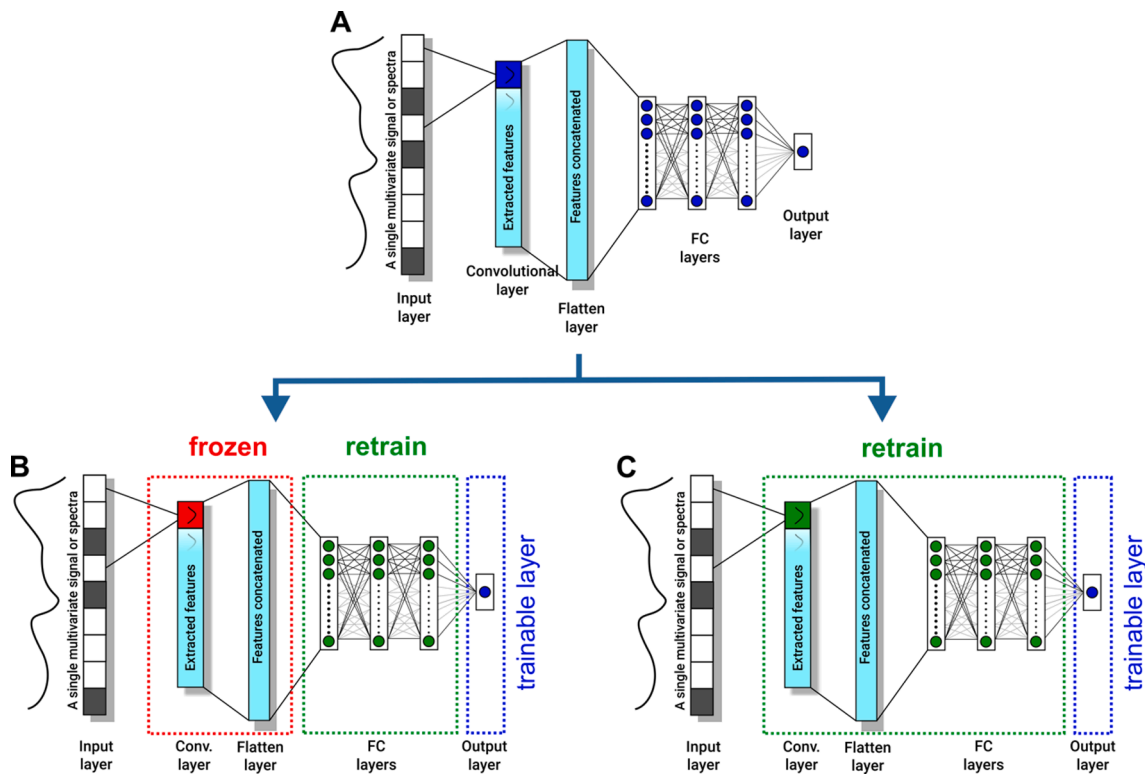 A
A single multivariate signal or spectra
Extracted features
Features concatenated
Input
layer
Convolutional
layer
Flatten
layer
FC
layers
Output
layer
B
frozen
retrain
A single multivariate signal or spectra
Extracted features
Features concatenated
trainable layer
Input
layer
Conv.
layer
Flatten
layer
FC
layers
Output
layer
C
retrain
A single multivariate signal or spectra
Extracted features
Features concatenated
trainable layer
Input
layer
Conv.
layer
Flatten
layer
FC
layers
Output
layer